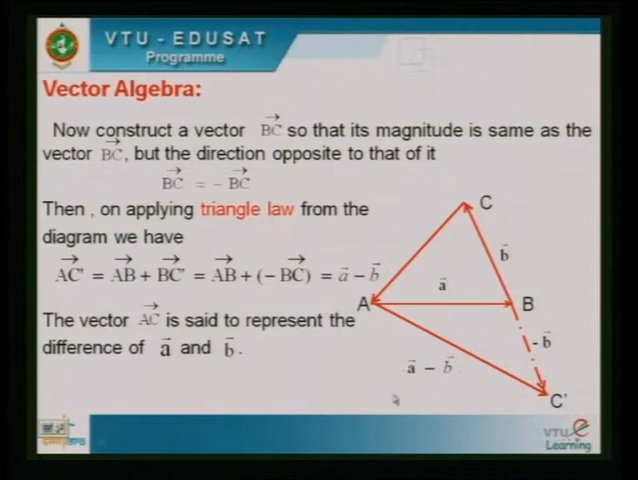 VTU - EDUSAT
Programme
Vector Algebra:
Now construct a vector BC⃗ so that its magnitude is same as the
vector BC⃗, but the direction opposite to that of it
BC⃗ = - BC⃗
Then , on applying triangle law from the
diagram we have
AC'⃗ = AB⃗ + BC'⃗ = AB⃗ + (- BC⃗) = a⃗ - b⃗
The vector AC⃗ is said to represent the
difference of a⃗ and b⃗.
C
b⃗
a⃗
A
B
- b⃗
a⃗ - b⃗
C'
VTU e
Learning